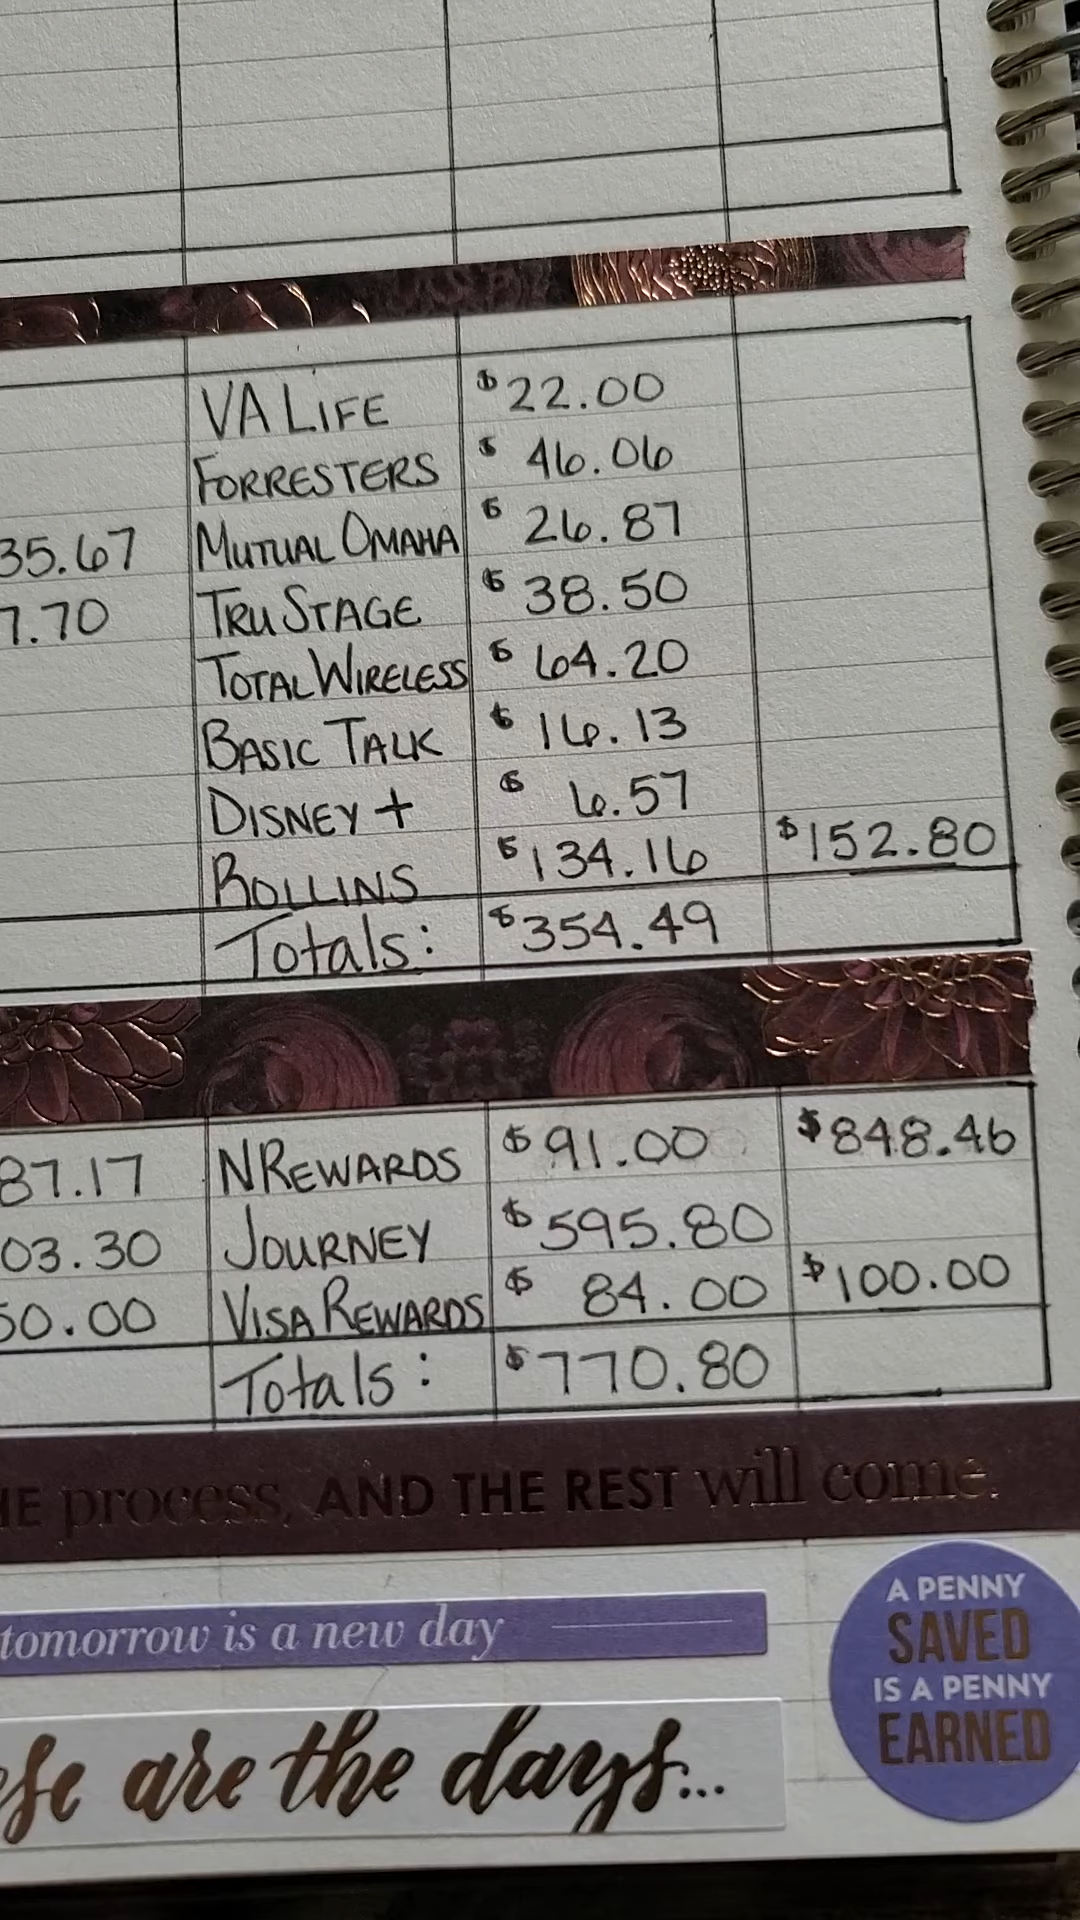 VA LIFE $22.00
FORRESTERS $ 46.06
35.67 MUTUAL OMAHA $ 26.87
7.70 TRUSTAGE $ 38.50
TOTAL WIRELESS $ 64.20
BASIC TALK $ 16.13
DISNEY + $ 6.57
ROLLINS $134.16 $152.80
Totals: $354.49
87.17 NREWARDS $91.00 $848.46
03.30 JOURNEY $595.80
50.00 VISA REWARDS $ 84.00 $100.00
Totals: $770.80
HE process, AND THE REST will come.
tomorrow is a new day
A PENNY
SAVED
IS A PENNY
EARNED
ese are the days...